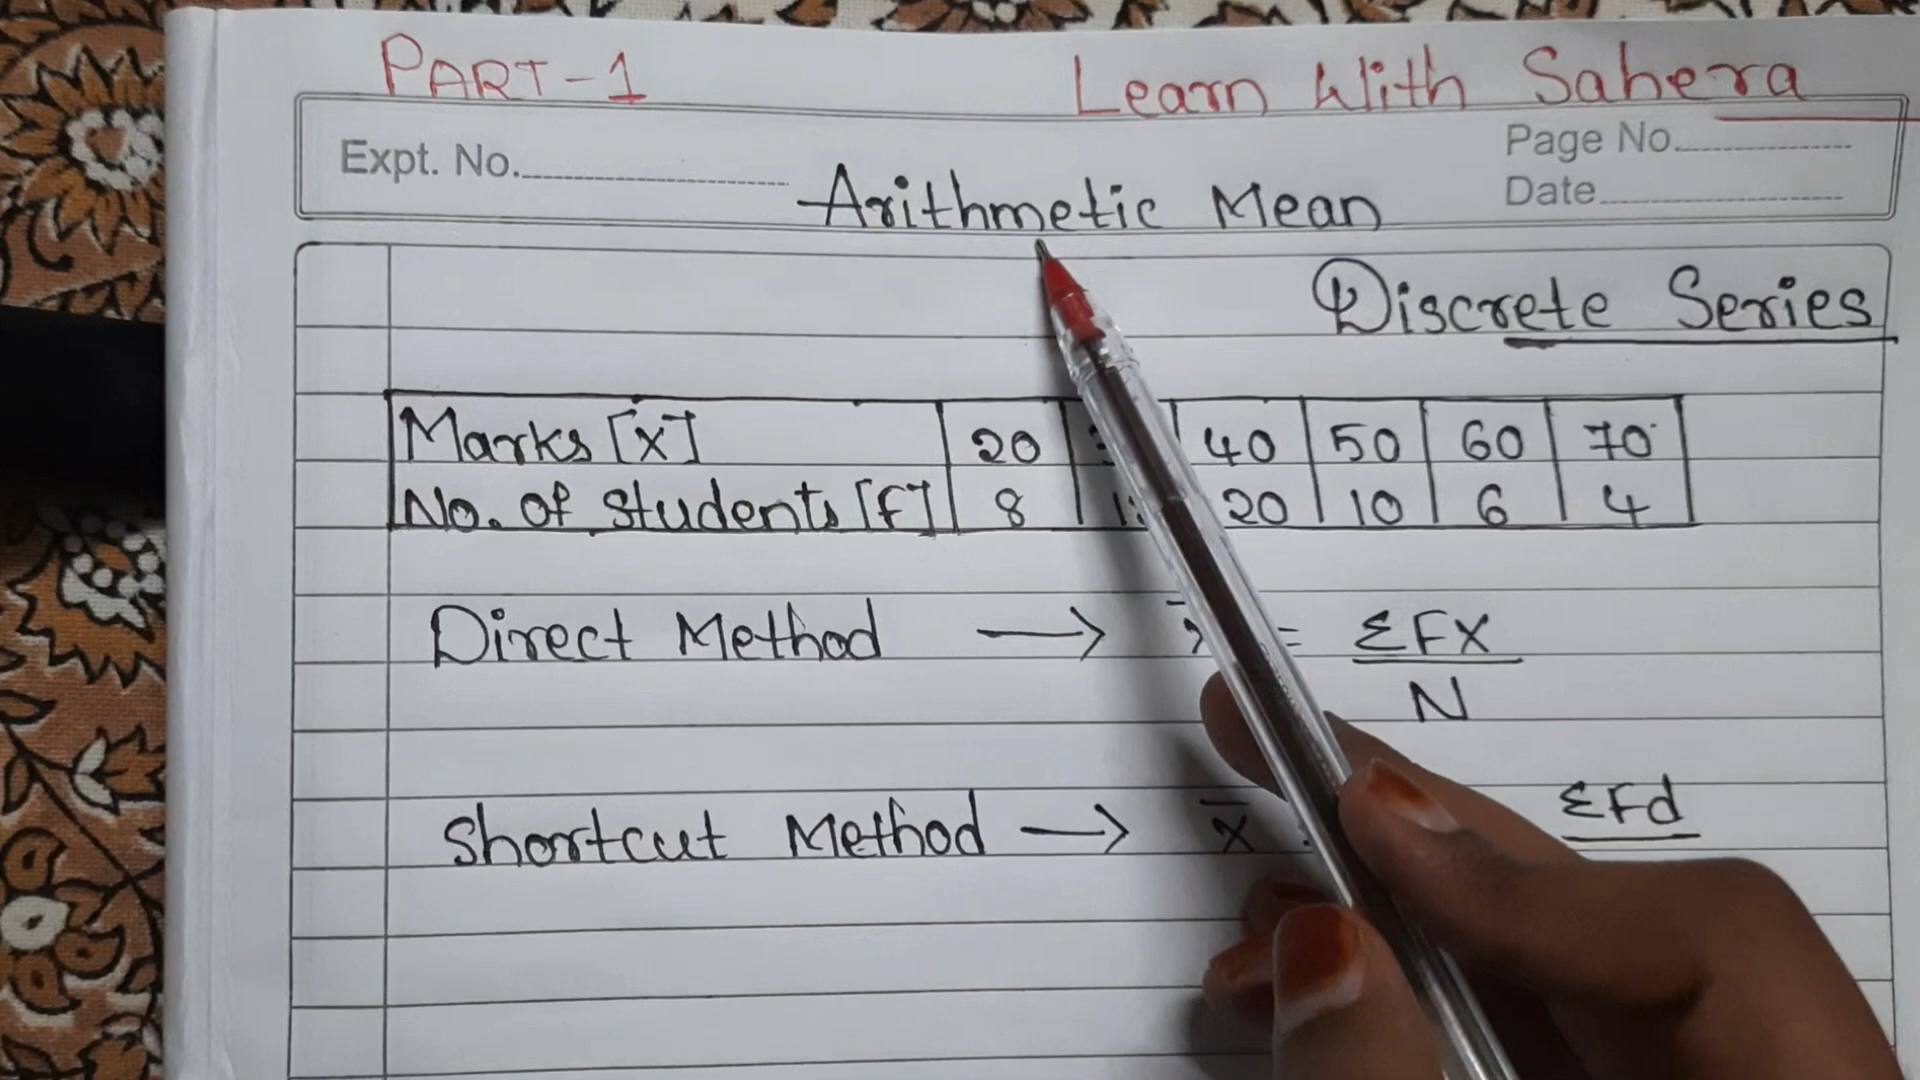 PART-1 Learn With Sahera
Expt. No. Page No.
Arithmetic Mean
Date
Discrete Series
Marks [X] 20 40 50 60 70
No. of students [F] 8 20 10 6 4
Direct Method → = ΣFX
N
Shortcut Method → X̄ ΣFd